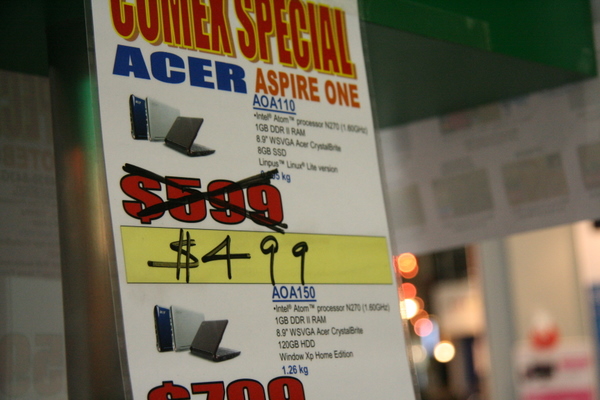 COMEX SPECIAL
ACER ASPIRE ONE
AOA110
•Intel® Atom™ processor N270 (1.60GHz)
1GB DDR II RAM
8.9" WSVGA Acer CrystalBrite
8GB SSD
Linpus™ Linux® Lite version
kg
$599
$499
AOA150
•Intel® Atom™ processor N270 (1.60GHz)
1GB DDR II RAM
8.9" WSVGA Acer CrystalBrite
120GB HDD
Window Xp Home Edition
1.26 kg
$799